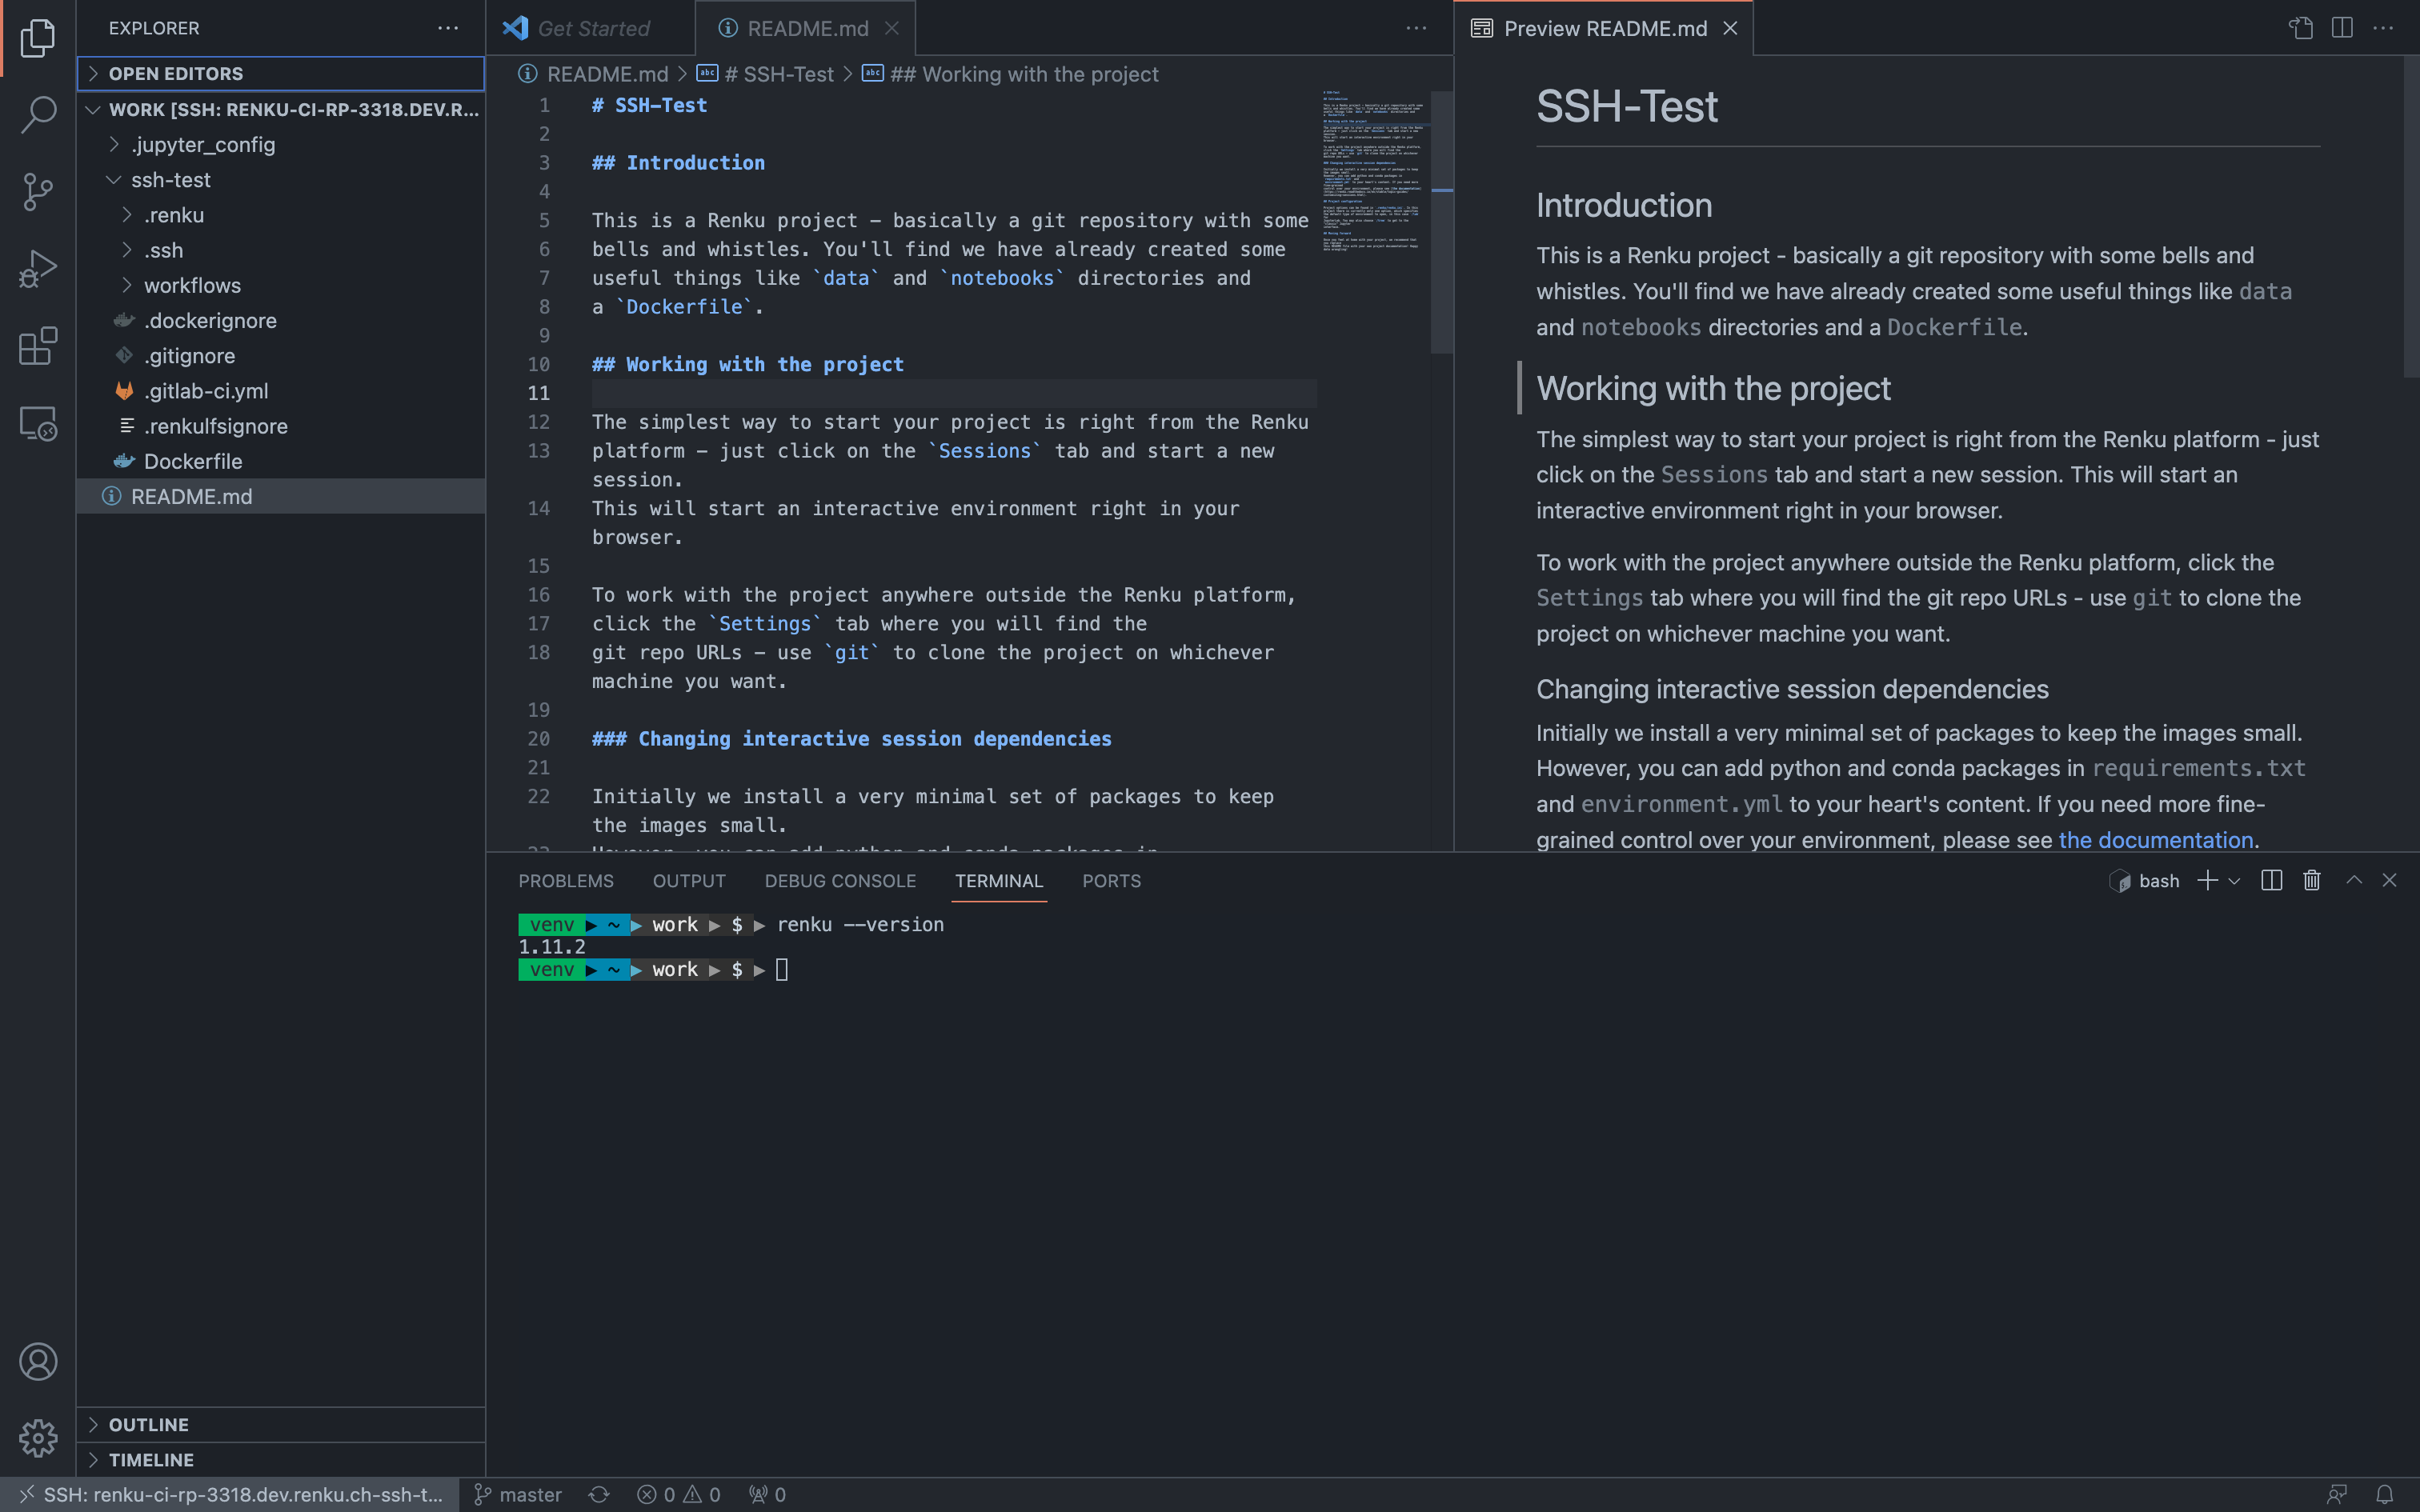 EXPLORER
OPEN EDITORS
WORK [SSH: RENKU-CI-RP-3318.DEV.R...
.jupyter_config
ssh-test
.renku
.ssh
workflows
.dockerignore
.gitignore
.gitlab-ci.yml
.renkulfsignore
Dockerfile
README.md
OUTLINE
TIMELINE
Get Started
README.md
README.md > # SSH-Test > ## Working with the project
1 # SSH-Test
2
3 ## Introduction
4
5 This is a Renku project - basically a git repository with some
6 bells and whistles. You'll find we have already created some
7 useful things like `data` and `notebooks` directories and
8 a `Dockerfile`.
9
10 ## Working with the project
11
12 The simplest way to start your project is right from the Renku
13 platform - just click on the `Sessions` tab and start a new
session.
14 This will start an interactive environment right in your
browser.
15
16 To work with the project anywhere outside the Renku platform,
17 click the `Settings` tab where you will find the
18 git repo URLs - use `git` to clone the project on whichever
machine you want.
19
20 ### Changing interactive session dependencies
21
22 Initially we install a very minimal set of packages to keep
the images small.
23 However, you can add python and conda packages in
Preview README.md
SSH-Test
Introduction
This is a Renku project - basically a git repository with some bells and
whistles. You'll find we have already created some useful things like data
and notebooks directories and a Dockerfile.
Working with the project
The simplest way to start your project is right from the Renku platform - just
click on the Sessions tab and start a new session. This will start an
interactive environment right in your browser.
To work with the project anywhere outside the Renku platform, click the
Settings tab where you will find the git repo URLs - use git to clone the
project on whichever machine you want.
Changing interactive session dependencies
Initially we install a very minimal set of packages to keep the images small.
However, you can add python and conda packages in requirements.txt
and environment.yml to your heart's content. If you need more fine-
grained control over your environment, please see the documentation.
PROBLEMS OUTPUT DEBUG CONSOLE TERMINAL PORTS
bash
venv ~ work $ renku --version
1.11.2
venv ~ work $
SSH: renku-ci-rp-3318.dev.renku.ch-ssh-t... master 0 0 0